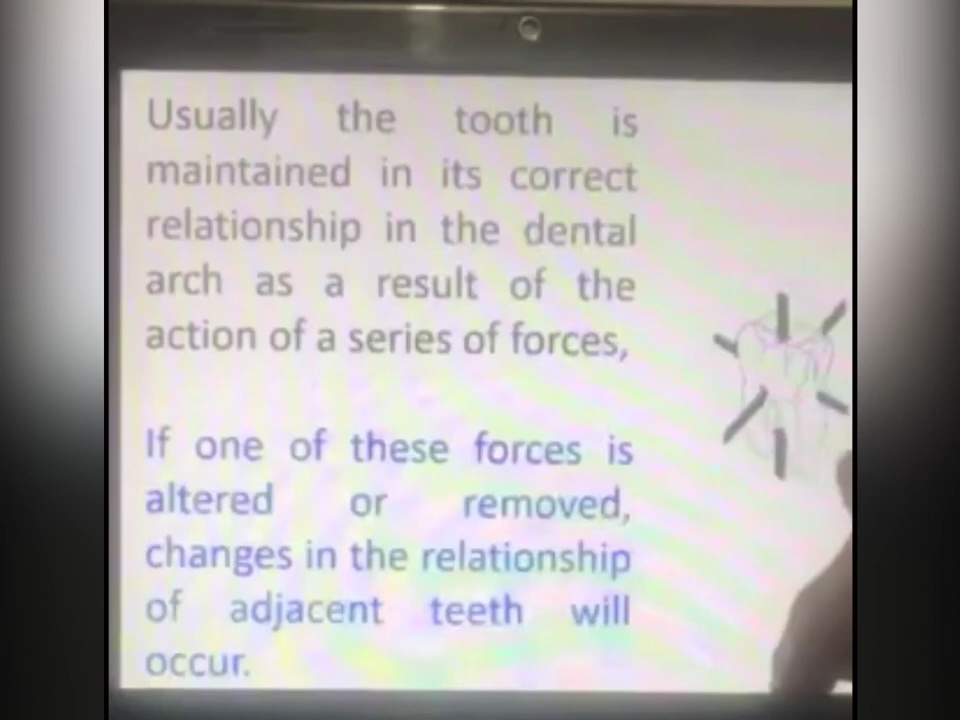 Usually the tooth is
maintained in its correct
relationship in the dental
arch as a result of the
action of a series of forces,
If one of these forces is
altered or removed,
changes in the relationship
of adjacent teeth will
occur.